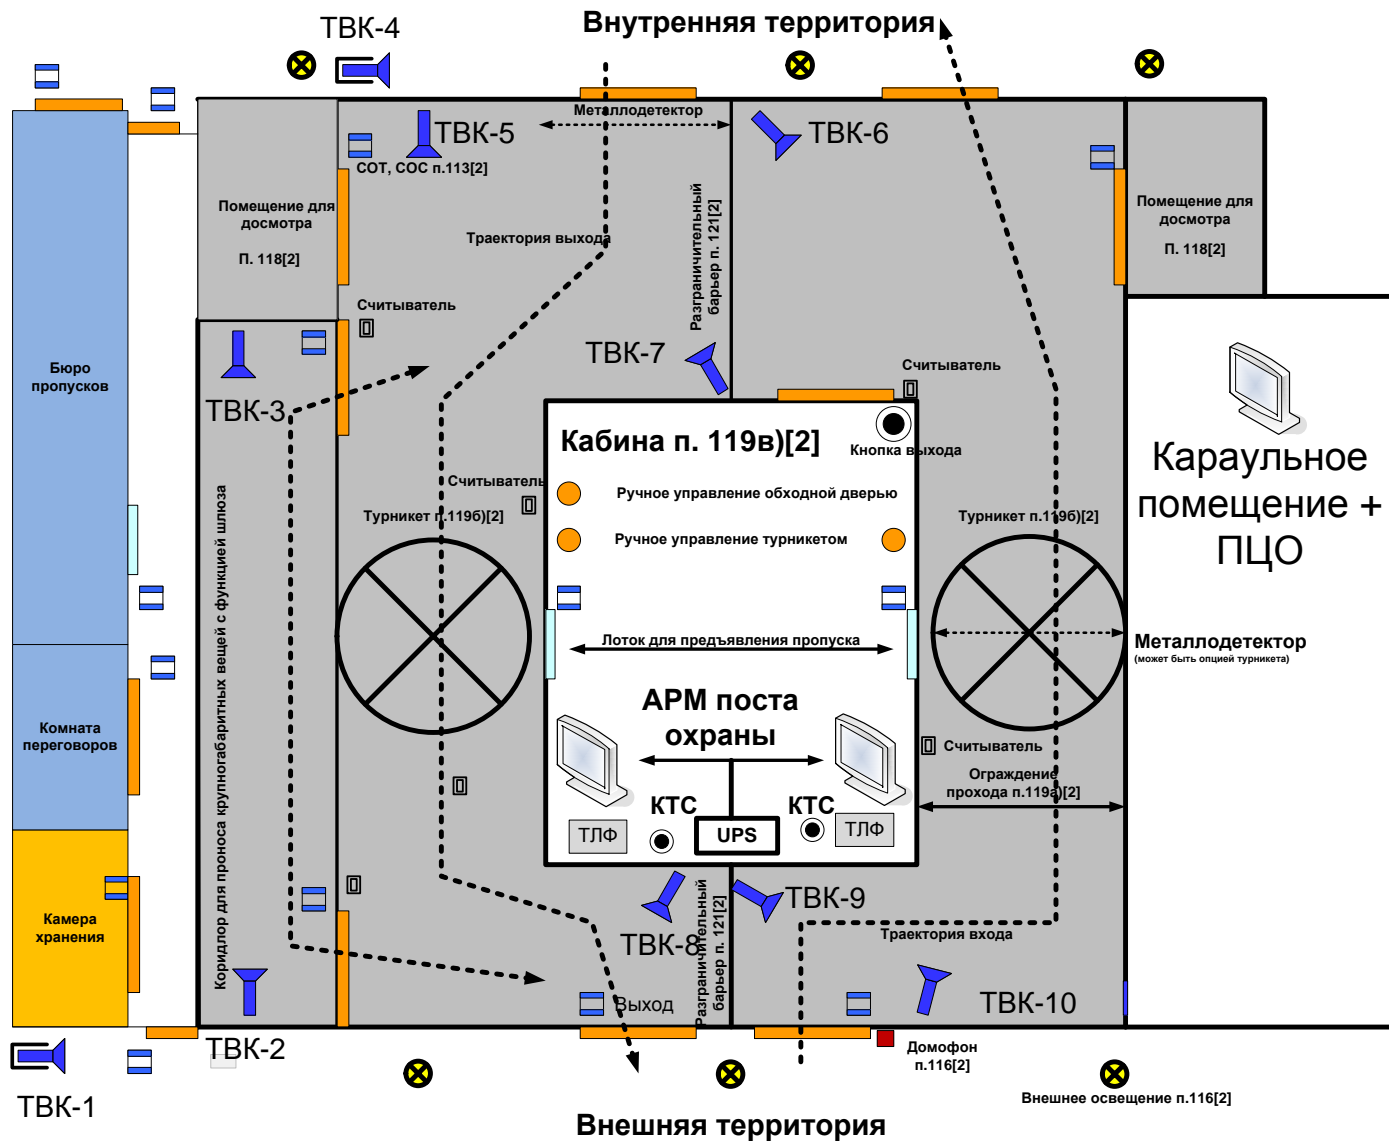 Внутренняя территория
ТВК-4
Металлодетектор
ТВК-5
ТВК-6
СОТ, СОС п.113[2]
Помещение для
досмотра
П. 118[2]
Траектория выхода
Разграничительный
барьер п. 121[2]
Помещение для
досмотра
П. 118[2]
Считыватель
ТВК-7
Считыватель
Бюро
пропусков
ТВК-3
Кабина п. 119в)[2]
Кнопка выхода
Караульное
помещение +
ПЦО
Считыватель
Ручное управление обходной дверью
Турникет п.119б)[2]
Ручное управление турникетом
Турникет п.119б)[2]
Коридлор для проноса крупногабаритных вещей с функцией шлюза
Лоток для предъявления пропуска
Металлодетектор
(может быть опцией турникета)
Комната
переговоров
АРМ поста
охраны
Считыватель
Ограждение
прохода п.119а)[2]
КТС
КТС
ТЛФ
UPS
ТЛФ
Камера
хранения
ТВК-8
Разграничительный
барьер п. 121[2]
ТВК-9
Траектория входа
Выход
ТВК-10
ТВК-2
Домофон
п.116[2]
ТВК-1
Внешнее освещение п.116[2]
Внешняя территория